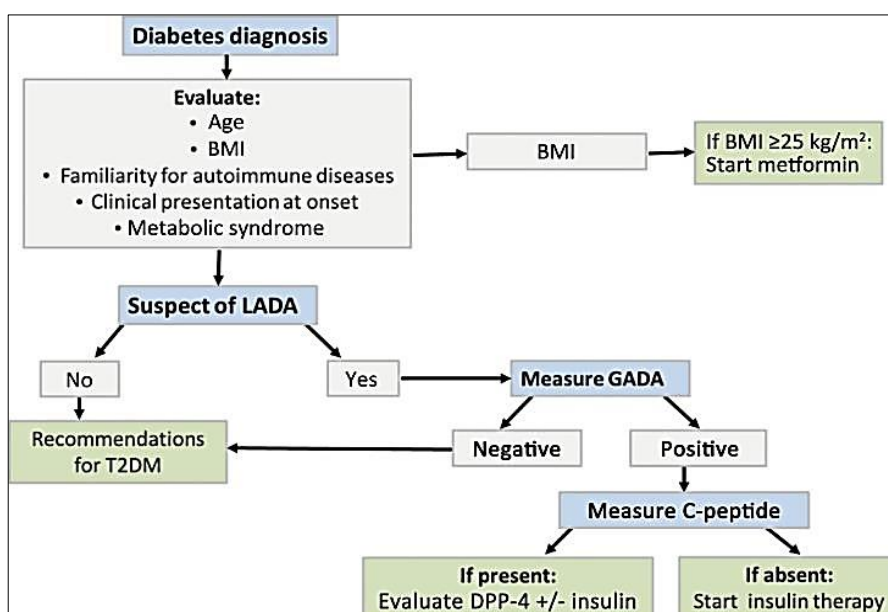 Diabetes diagnosis
Evaluate:
• Age
• BMI
• Familiarity for autoimmune diseases
• Clinical presentation at onset
• Metabolic syndrome
BMI
If BMI ≥25 kg/m²:
Start metformin
Suspect of LADA
No
Yes
Measure GADA
Recommendations
for T2DM
Negative
Positive
Measure C-peptide
If present:
Evaluate DPP-4 +/- insulin
If absent:
Start insulin therapy